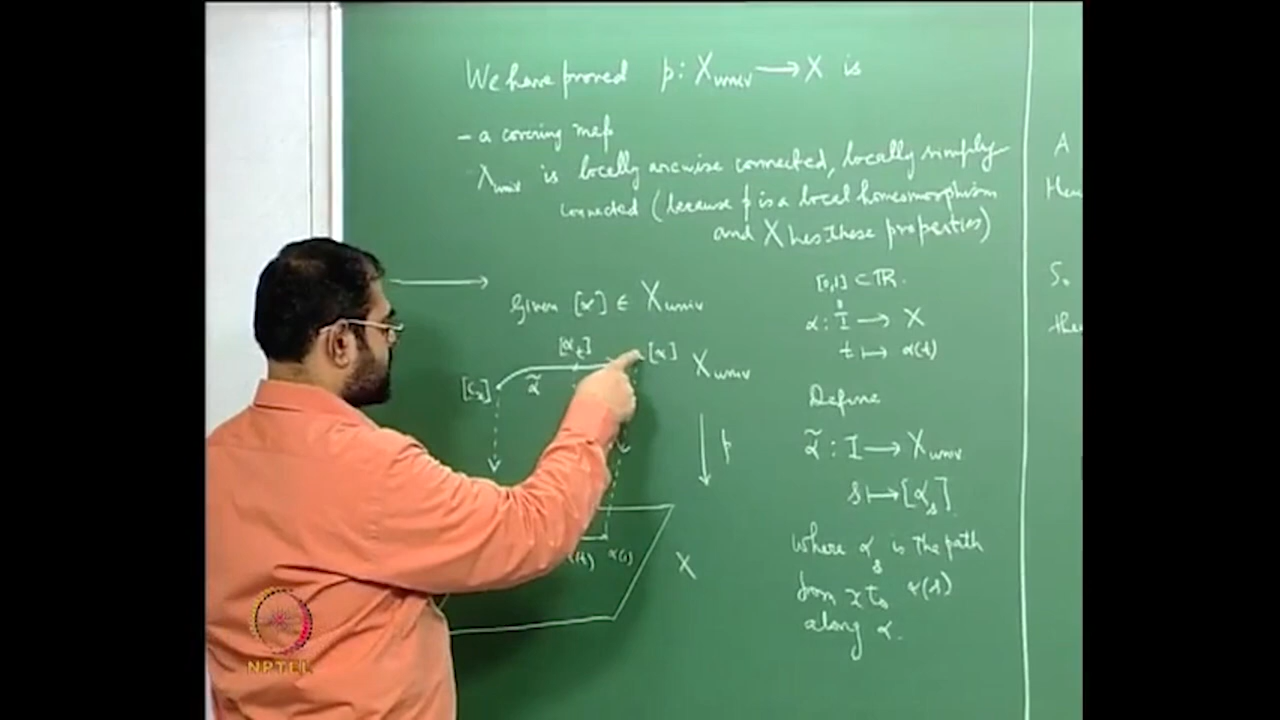 We have proved p : X_univ → X is
- a covering map
X_univ is locally arcwise connected, locally simply
connected (because p is a local homeomorphism
and X has these properties)
Given [α] ∈ X_univ
[α_t]
[α]
X_univ
[c_x]
α̃
p
α(t) α(1)
X
[0,1] ⊂ ℝ.
α : I → X
t ↦ α(t)
Define
α̃ : I → X_univ
s ↦ [α_s]
where α_s is the path
from x to α(s)
along α.
A
So
NPTEL